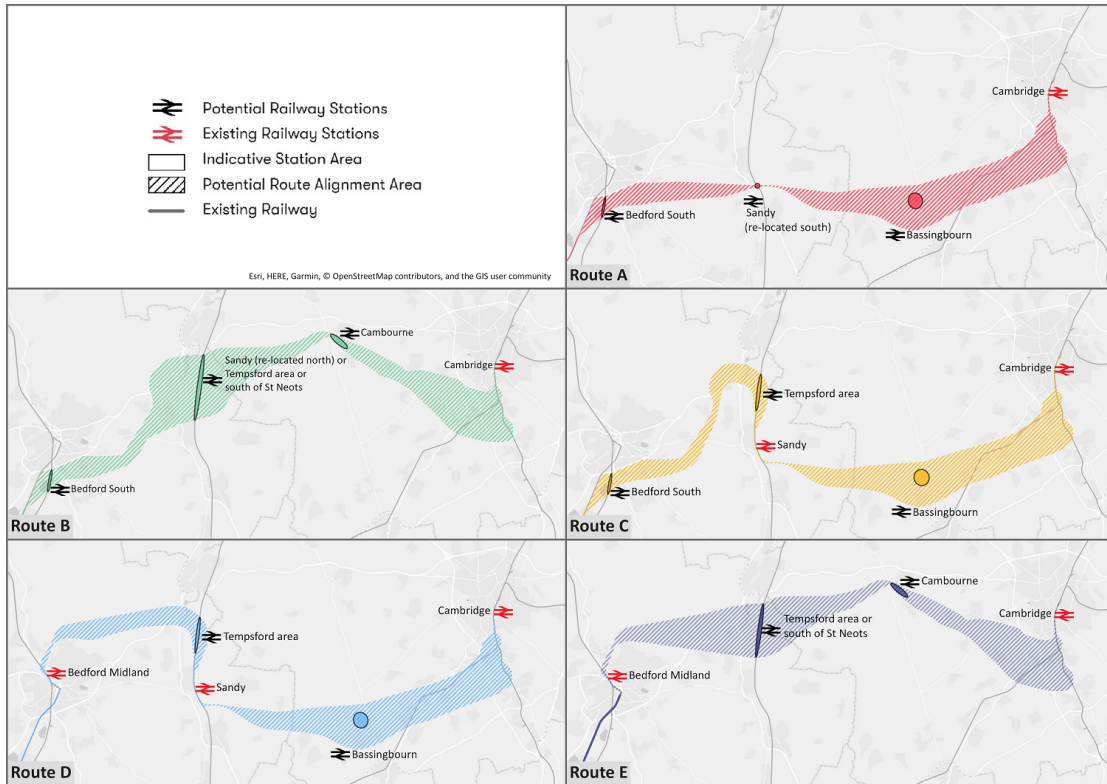 Potential Railway Stations
Existing Railway Stations
Indicative Station Area
Potential Route Alignment Area
Existing Railway
Esri, HERE, Garmin, © OpenStreetMap contributors, and the GIS user community
Cambridge
Bedford South
Sandy
(re-located south)
Bassingbourn
Route A
Cambourne
Sandy (re-located north) or
Tempsford area or
south of St Neots
Cambridge
Bedford South
Route B
Cambridge
Tempsford area
Sandy
Bedford South
Bassingbourn
Route C
Cambridge
Tempsford area
Bedford Midland
Sandy
Bassingbourn
Route D
Cambourne
Cambridge
Tempsford area or
south of St Neots
Bedford Midland
Route E